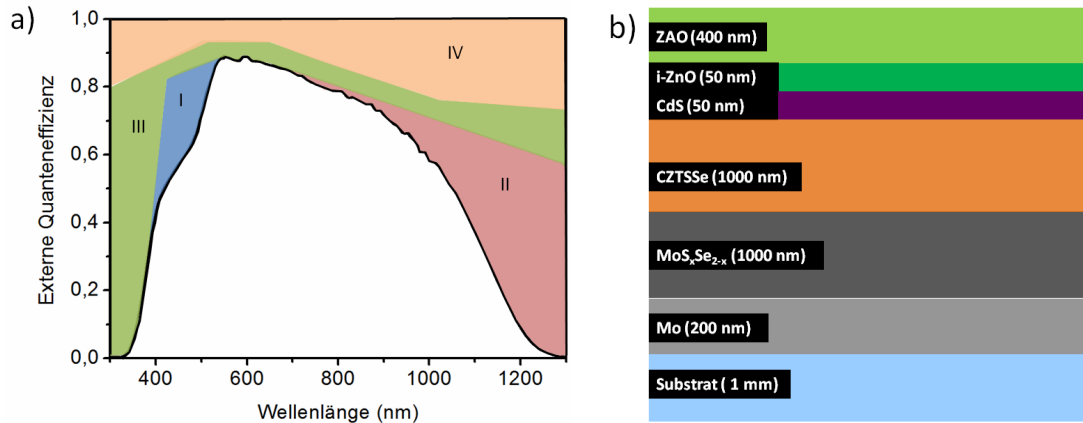 a)
Externe Quanteneffizienz
1,0
0,8
0,6
0,4
0,2
0,0
I
II
III
IV
400
600
800
1000
1200
Wellenlänge (nm)
b)
ZAO (400 nm)
i-ZnO (50 nm)
CdS (50 nm)
CZTSSe (1000 nm)
MoSₓSe₂₋ₓ (1000 nm)
Mo (200 nm)
Substrat ( 1 mm)